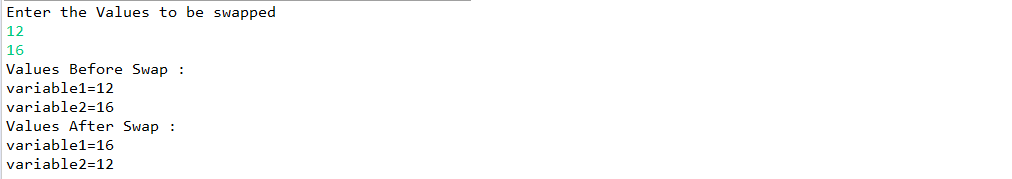 Enter the Values to be swapped
12
16
Values Before Swap :
variable1=12
variable2=16
Values After Swap :
variable1=16
variable2=12